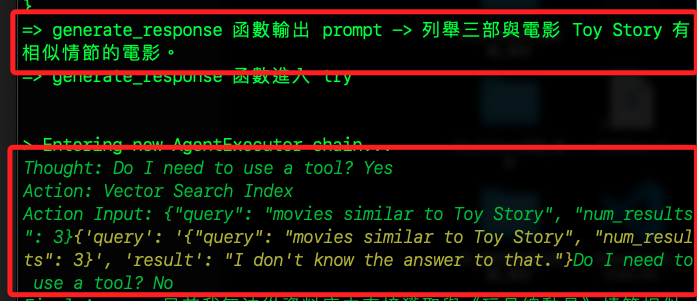 }
=> generate_response 函數輸出 prompt —> 列舉三部與電影 Toy Story 有
相似情節的電影。
=> generate_response 函數進入 try
> Entering new AgentExecutor chain...
Thought: Do I need to use a tool? Yes
Action: Vector Search Index
Action Input: {"query": "movies similar to Toy Story", "num_results
": 3}{'query': '{"query": "movies similar to Toy Story", "num_resul
ts": 3}', 'result': "I don't know the answer to that."}Do I need to
use a tool? No